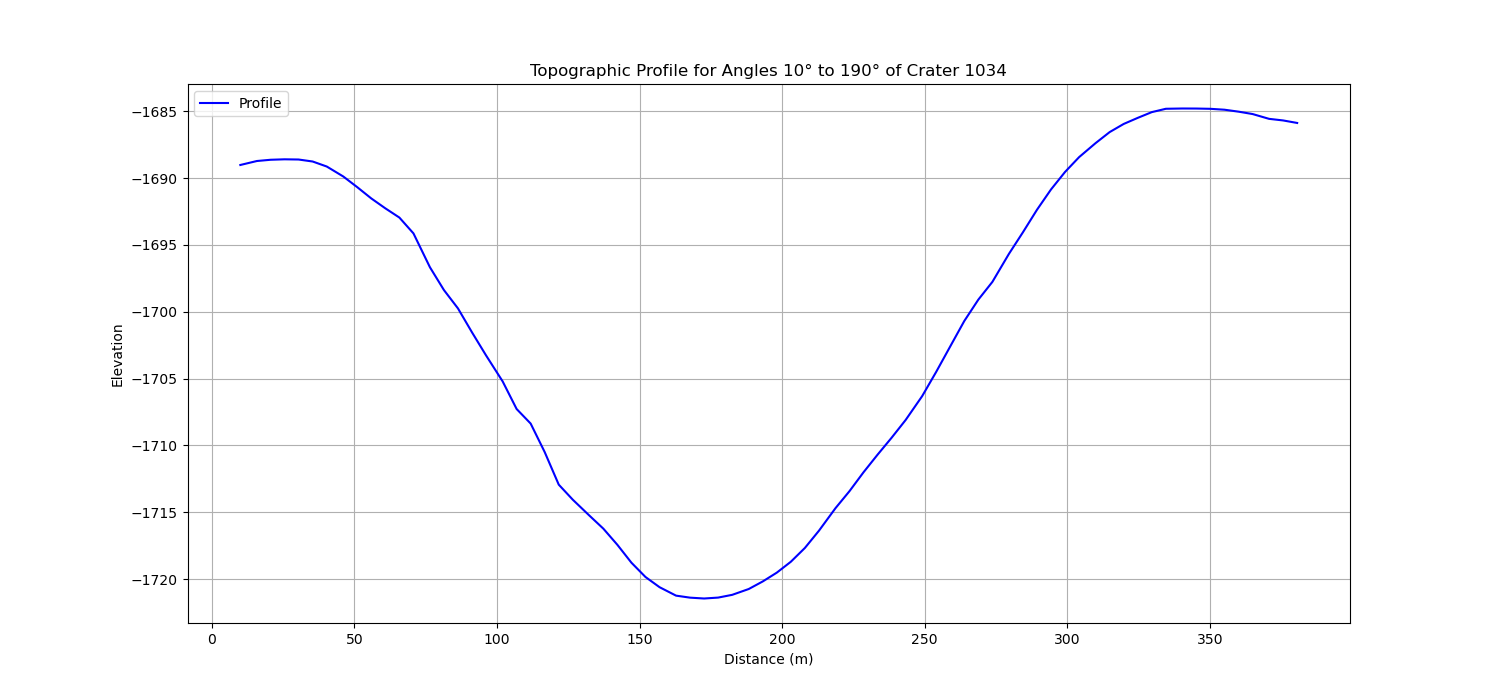 Topographic Profile for Angles 10° to 190° of Crater 1034
Profile
−1685
−1690
−1695
−1700
−1705
−1710
−1715
−1720
Elevation
0 50 100 150 200 250 300 350
Distance (m)